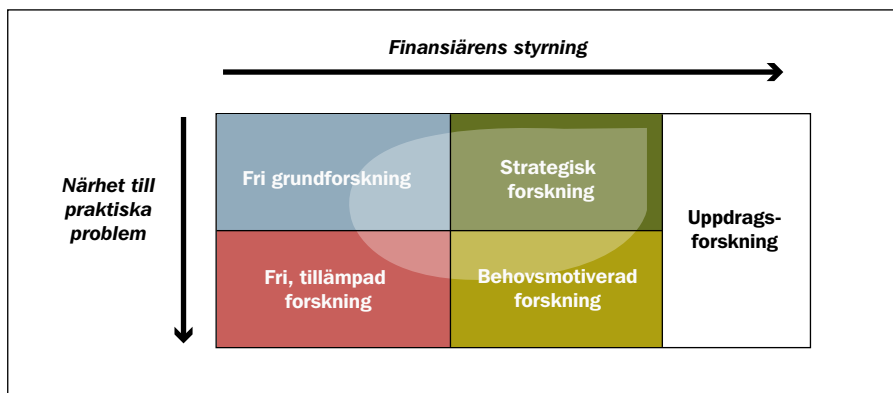 Finansiärens styrning
Närhet till
praktiska
problem
Fri grundforskning
Strategisk
forskning
Uppdrags-
forskning
Fri, tillämpad
forskning
Behovsmotiverad
forskning